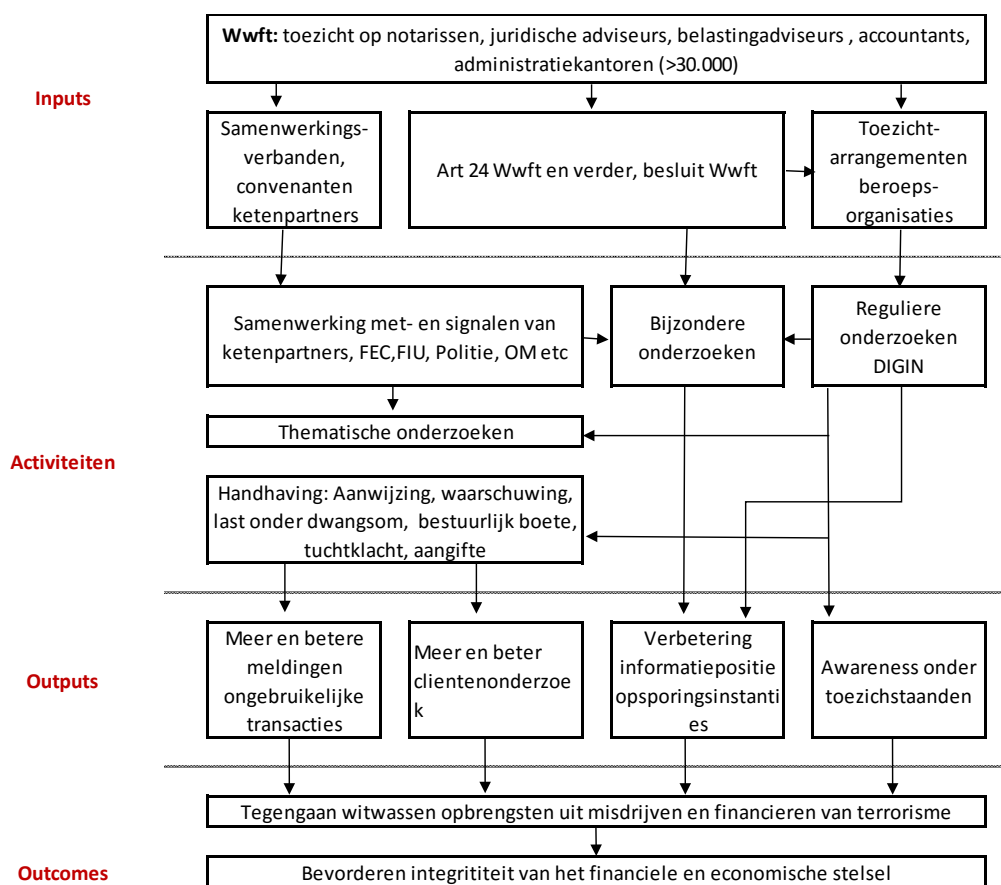 Wwft: toezicht op notarissen, juridische adviseurs, belastingadviseurs , accountants,
administratiekantoren (>30.000)
Inputs
Samenwerkings-
verbanden,
convenanten
ketenpartners
Art 24 Wwft en verder, besluit Wwft
Toezicht-
arrangementen
beroeps-
organisaties
Samenwerking met- en signalen van
ketenpartners, FEC,FIU, Politie, OM etc
Bijzondere
onderzoeken
Reguliere
onderzoeken
DIGIN
Thematische onderzoeken
Activiteiten
Handhaving: Aanwijzing, waarschuwing,
last onder dwangsom, bestuurlijk boete,
tuchtklacht, aangifte
Outputs
Meer en betere
meldingen
ongebruikelijke
transacties
Meer en beter
clientenonderzoe
k
Verbetering
informatiepositie
opsporingsinstanti
es
Awareness onder
toezichstaanden
Tegengaan witwassen opbrengsten uit misdrijven en financieren van terrorisme
Outcomes
Bevorderen integrititeit van het financiele en economische stelsel